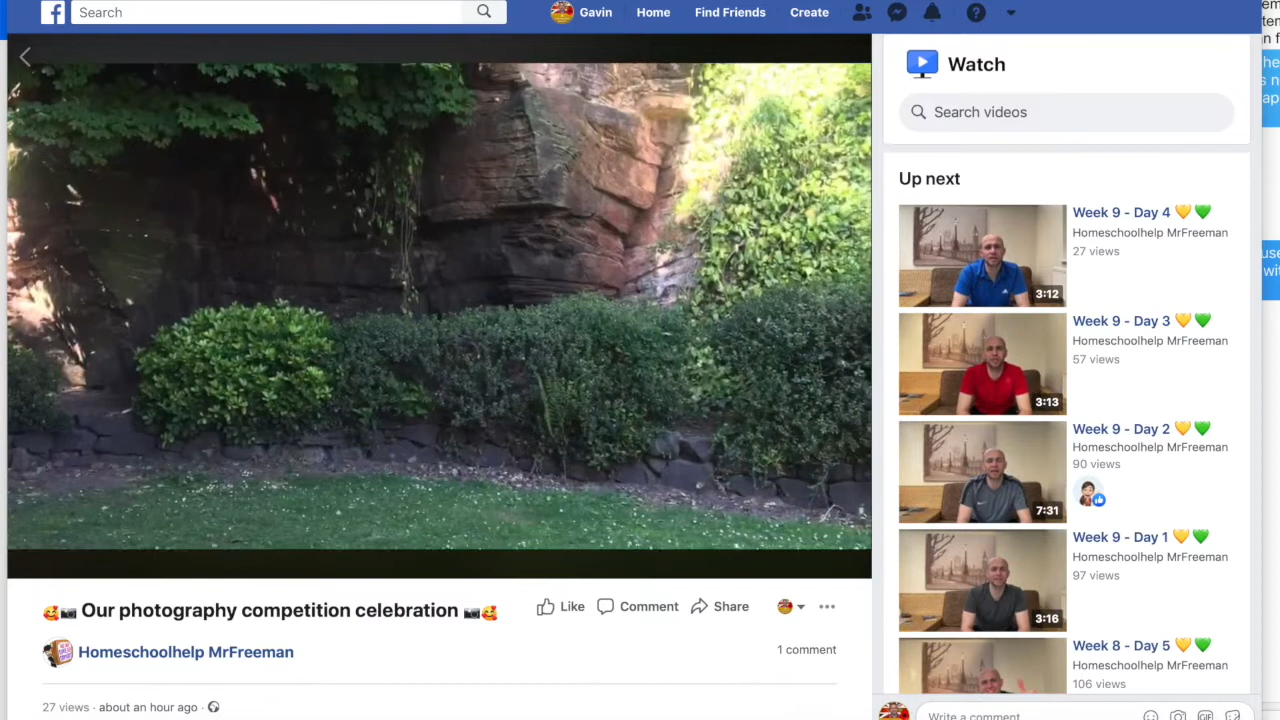 Search
Gavin
Home
Find Friends
Create
Watch
Search videos
Up next
Week 9 - Day 4 💛💚
Homeschoolhelp MrFreeman
27 views
3:12
Week 9 - Day 3 💛💚
Homeschoolhelp MrFreeman
57 views
3:13
Week 9 - Day 2 💛💚
Homeschoolhelp MrFreeman
90 views
7:31
Week 9 - Day 1 💛💚
Homeschoolhelp MrFreeman
97 views
3:16
Week 8 - Day 5 💛💚
Homeschoolhelp MrFreeman
106 views
🥰📷 Our photography competition celebration 📷🥰
Like
Comment
Share
Homeschoolhelp MrFreeman
1 comment
27 views · about an hour ago ·
Write a comment
GIF